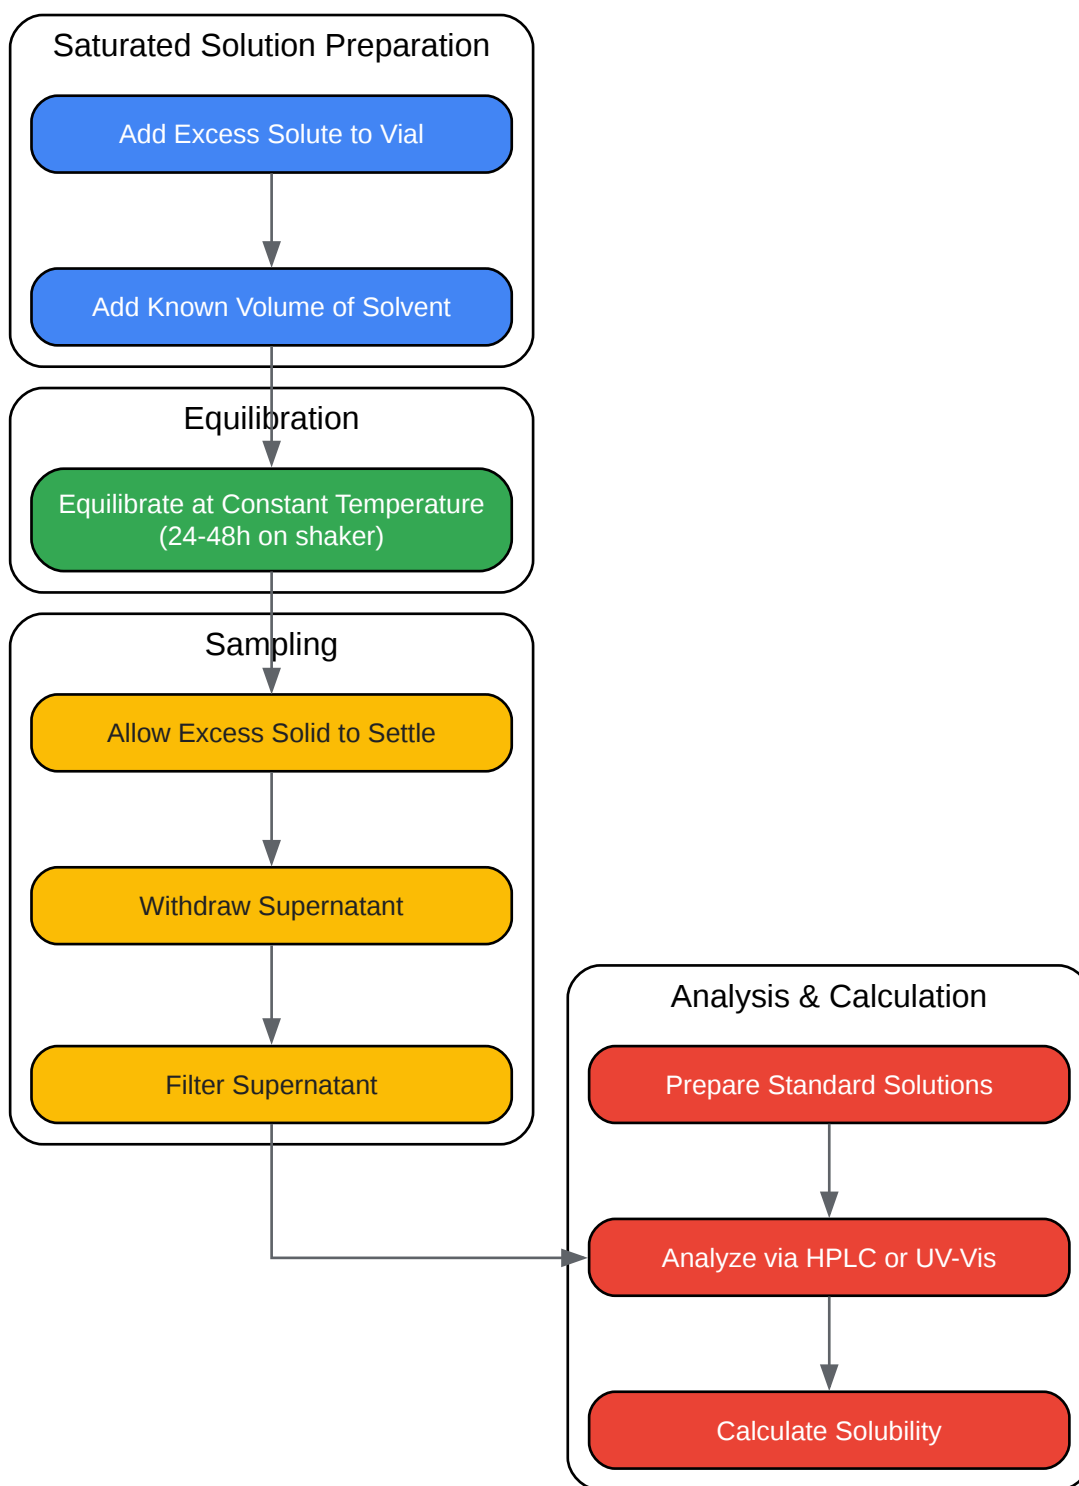 Saturated Solution Preparation
Add Excess Solute to Vial
Add Known Volume of Solvent
Equilibration
Equilibrate at Constant Temperature
(24-48h on shaker)
Sampling
Allow Excess Solid to Settle
Withdraw Supernatant
Filter Supernatant
Analysis & Calculation
Prepare Standard Solutions
Analyze via HPLC or UV-Vis
Calculate Solubility